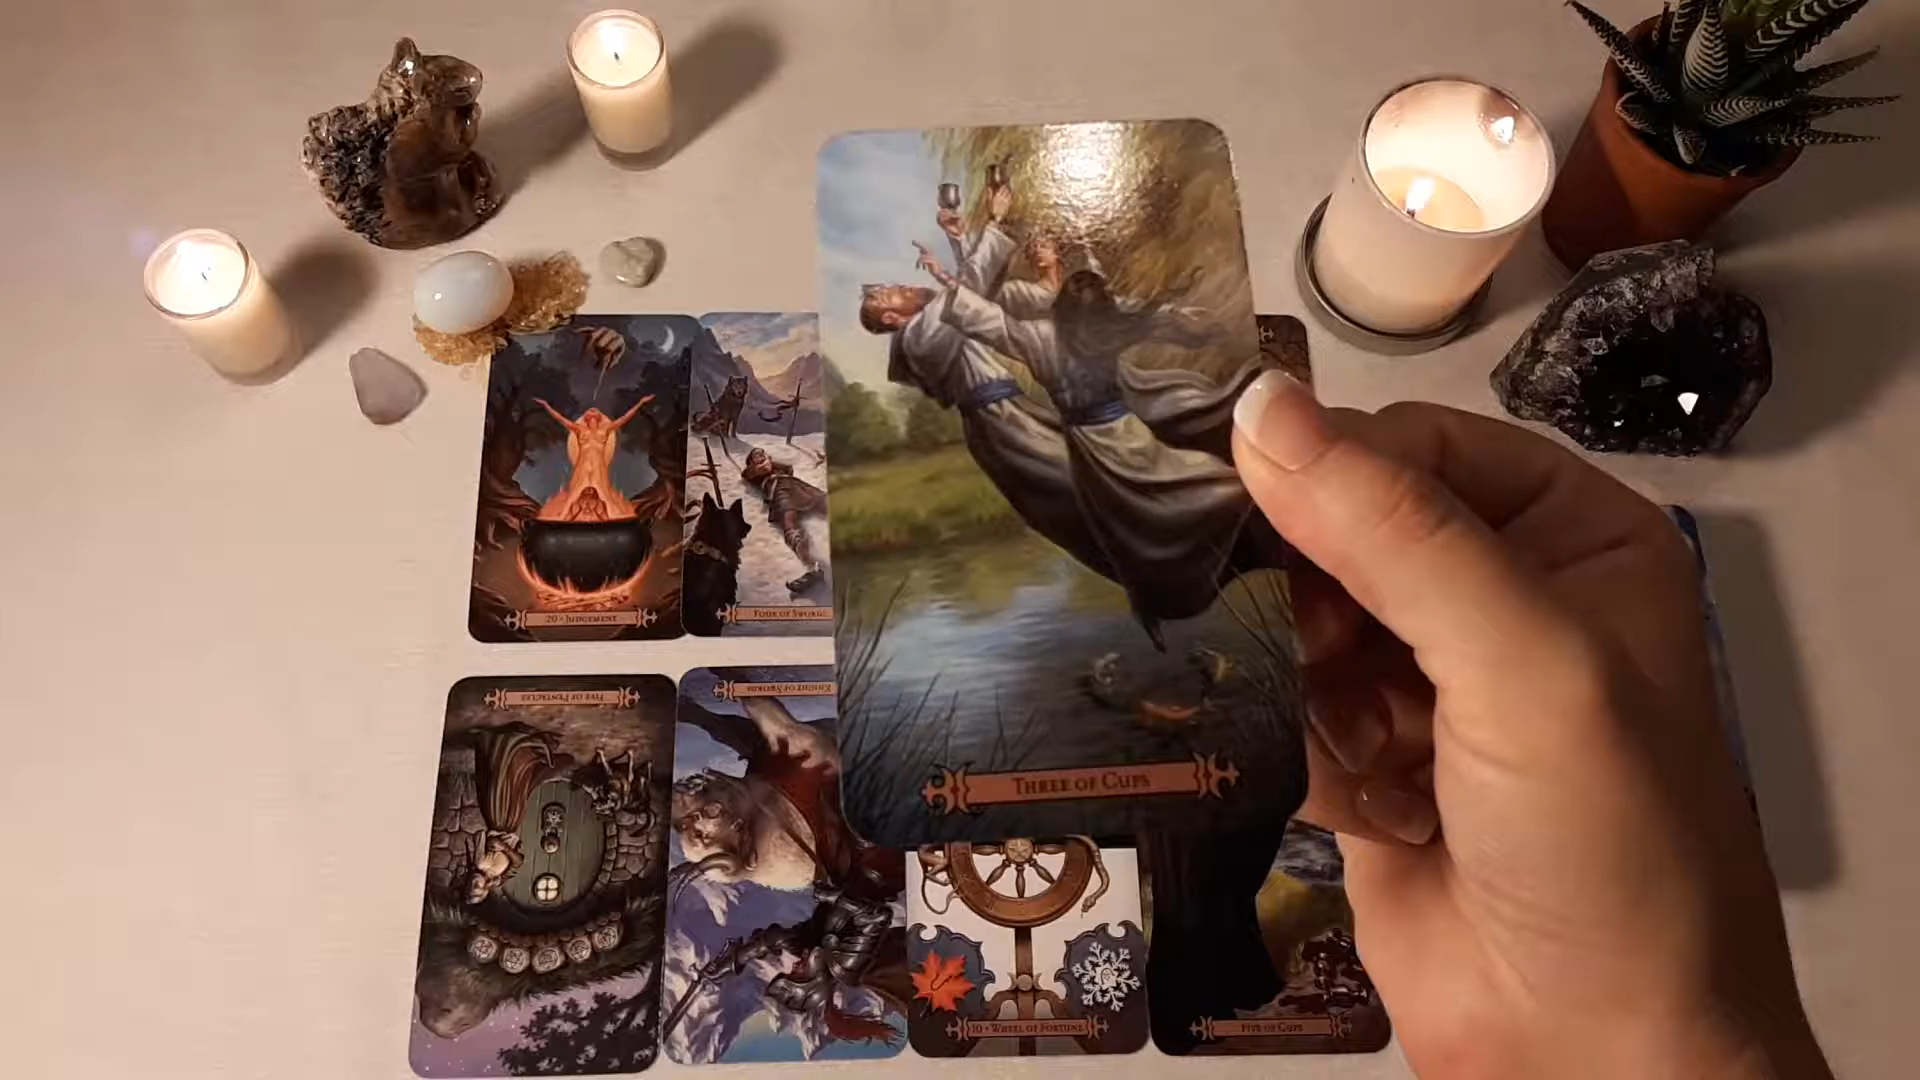 20 • JUDGEMENT
FOUR OF SWORDS
THREE OF CUPS
FIVE OF PENTACLES
KNIGHT OF SWORDS
10 • WHEEL OF FORTUNE
FIVE OF CUPS